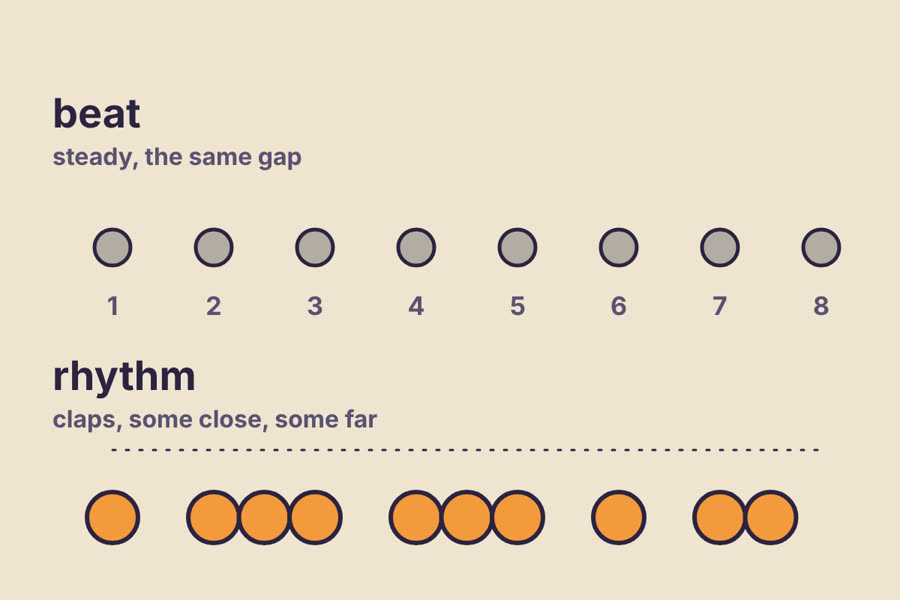 beat
steady, the same gap
1 2 3 4 5 6 7 8
rhythm
claps, some close, some far